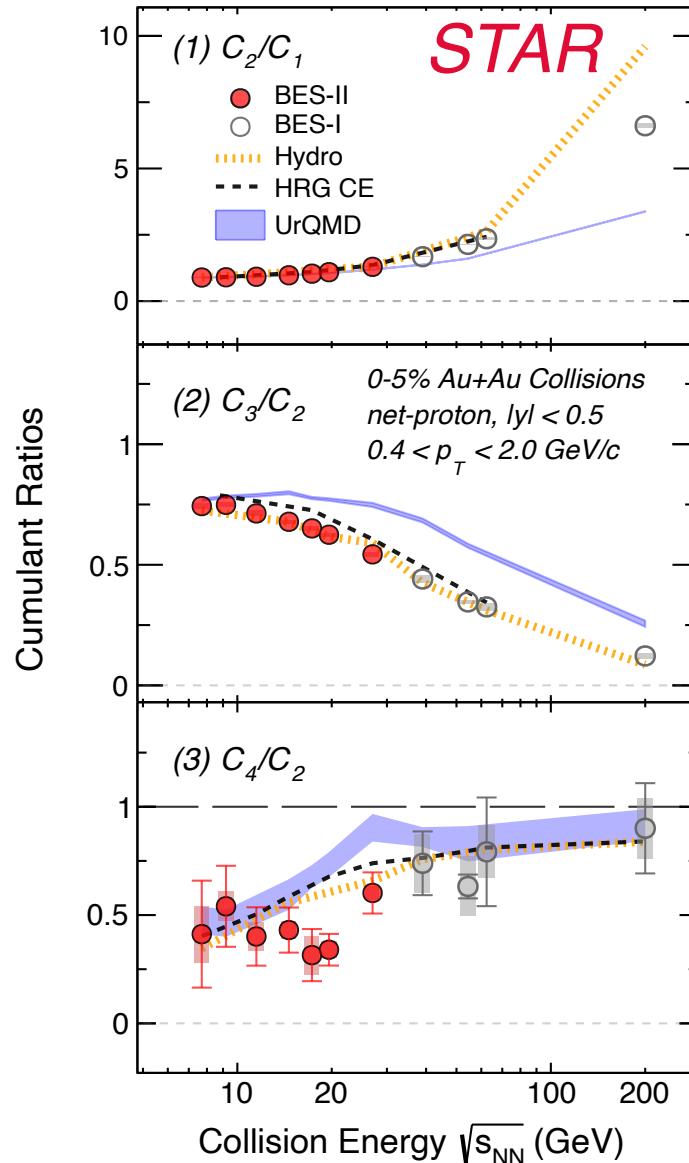 (1) C₂/C₁
STAR
BES-II
BES-I
Hydro
HRG CE
UrQMD
10
5
0
(2) C₃/C₂
0-5% Au+Au Collisions
net-proton, |y| < 0.5
0.4 < p_T < 2.0 GeV/c
1
0.5
0
Cumulant Ratios
(3) C₄/C₂
1
0.5
0
10 20 100 200
Collision Energy √s_NN (GeV)